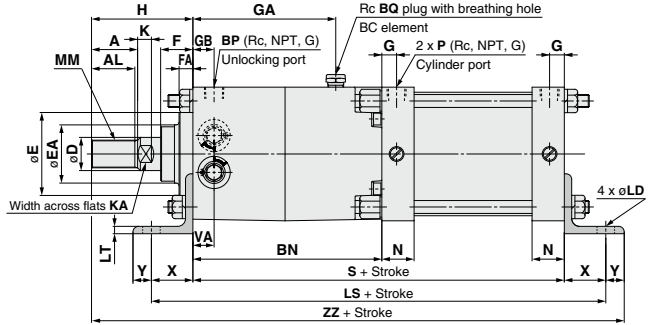 H
GA
Rc BQ plug with breathing hole
BC element
K
A
F
GB
BP (Rc, NPT, G)
Unlocking port
G
2 x P (Rc, NPT, G)
Cylinder port
G
MM
AL
FA
øE
øEA
øD
Width across flats KA
4 x øLD
LT
VA
Y
X
BN
N
N
S + Stroke
X
Y
LS + Stroke
ZZ + Stroke